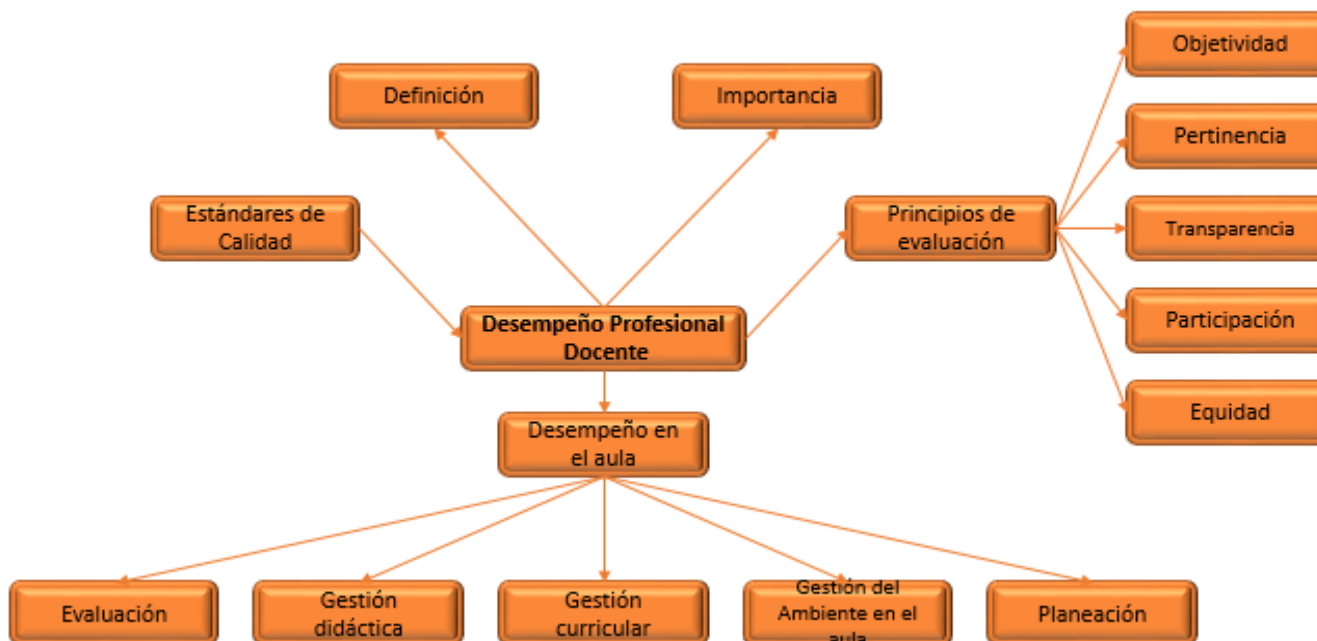 Objetividad
Definición
Importancia
Pertinencia
Estándares de
Calidad
Principios de
evaluación
Transparencia
Desempeño Profesional
Docente
Participación
Equidad
Desempeño en
el aula
Evaluación
Gestión
didáctica
Gestión
curricular
Gestión del
Ambiente en el
aula
Planeación